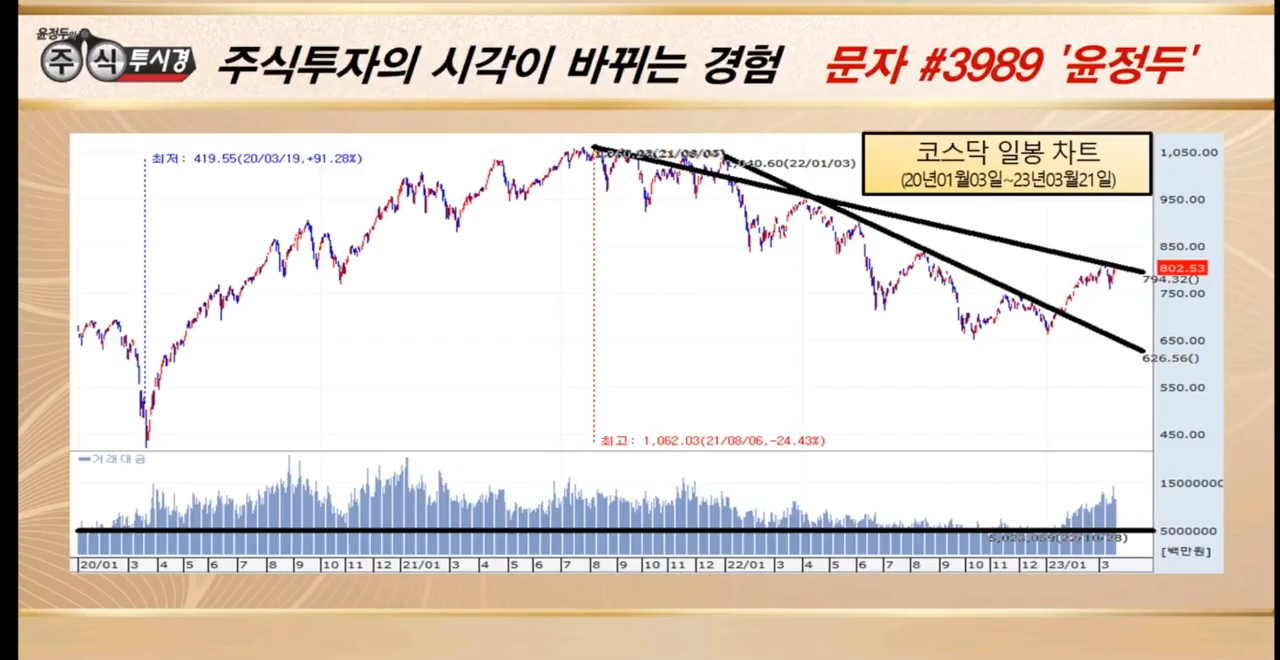 윤정두의
주식투시경
주식투자의 시각이 바뀌는 경험 문자 #3989 '윤정두'
코스닥 일봉 차트
(20년01월03일~23년03월21일)
최저: 419.55(20/03/19,+91.28%)
1,040.60(22/01/03)
최고: 1,062.03(21/08/06,-24.43%)
1,050.00
950.00
850.00
802.53
794.32()
750.00
650.00
626.56()
550.00
450.00
거래대금
15000000
5000000
5,023,059(22/10/28)
[백만원]
20/01 3 4 5 6 7 8 9 10 11 12 21/01 3 4 5 6 7 8 9 10 11 12 22/01 3 4 5 6 7 8 9 10 11 12 23/01 3